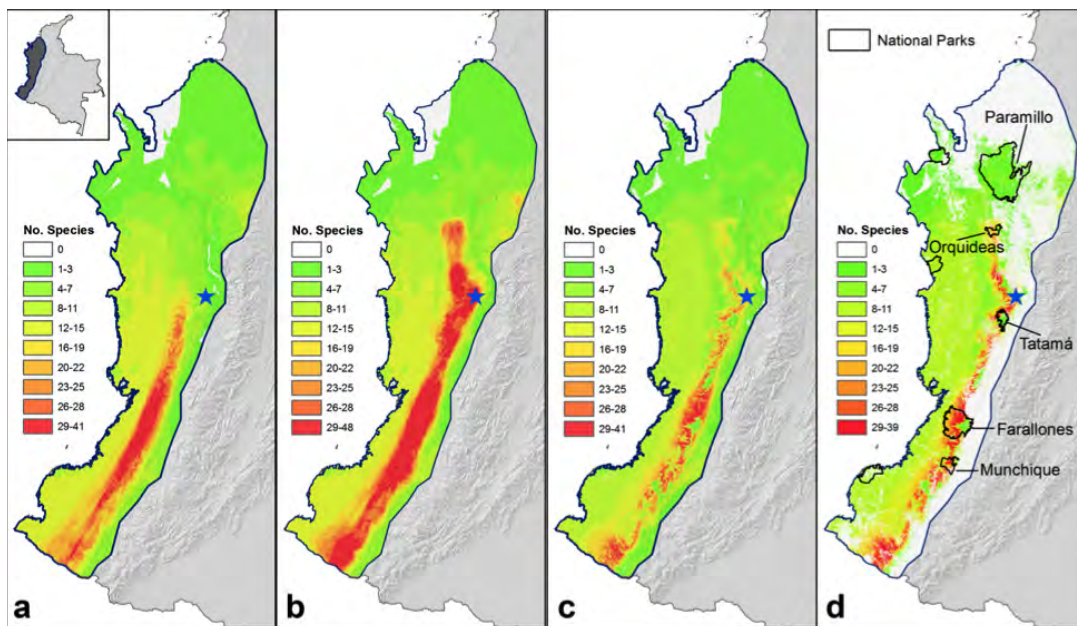 No. Species
0
1-3
4-7
8-11
12-15
16-19
20-22
23-25
26-28
29-41
a
No. Species
0
1-3
4-7
8-11
12-15
16-19
20-22
23-25
26-28
29-48
b
No. Species
0
1-3
4-7
8-11
12-15
16-19
20-22
23-25
26-28
29-41
c
National Parks
Paramillo
Orquideas
Tatamá
Farallones
Munchique
No. Species
0
1-3
4-7
8-11
12-15
16-19
20-22
23-25
26-28
29-39
d